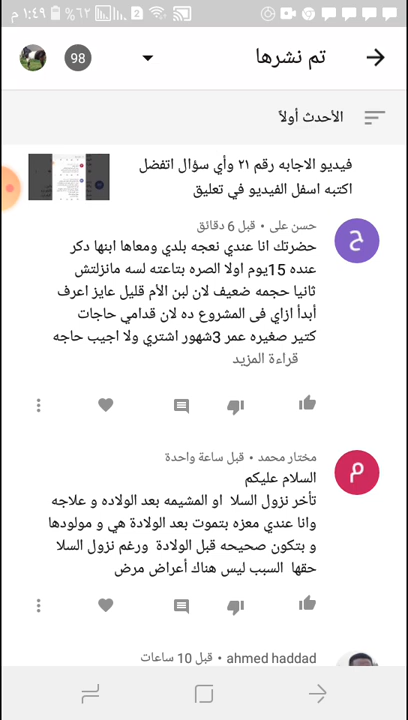 ١:٤٩ م ٦٢% 2
تم نشرها 98
الأحدث أولاً
فيديو الاجابه رقم ٢١ وأي سؤال اتفضل
اكتبه اسفل الفيديو في تعليق
حسن على • قبل 6 دقائق
ح
حضرتك انا عندي نعجه بلدي ومعاها ابنها دكر
عنده 15يوم اولا الصره بتاعته لسه مانزلتش
ثانيا حجمه ضعيف لان لبن الأم قليل عايز اعرف
أبدأ ازاي فى المشروع ده لان قدامي حاجات
كتير صغيره عمر 3شهور اشتري ولا اجيب حاجه
قراءة المزيد
مختار محمد • قبل ساعة واحدة
م
السلام عليكم
تأخر نزول السلا او المشيمه بعد الولاده و علاجه
وانا عندي معزه بتموت بعد الولادة هي و مولودها
و بتكون صحيحه قبل الولادة ورغم نزول السلا
حقها السبب ليس هناك أعراض مرض
ahmed haddad • قبل 10 ساعات